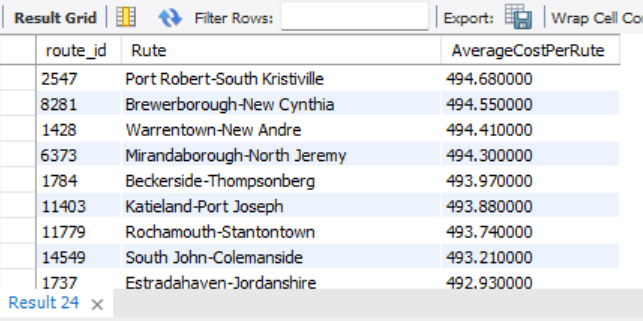 Result Grid Filter Rows: Export: Wrap Cell Co
route_id Rute AverageCostPerRute
2547 Port Robert-South Kristiville 494.680000
8281 Brewerborough-New Cynthia 494.550000
1428 Warrentown-New Andre 494.410000
6373 Mirandaborough-North Jeremy 494.300000
1784 Beckerside-Thompsonberg 493.970000
11403 Katieland-Port Joseph 493.880000
11779 Rochamouth-Stantontown 493.740000
14549 South John-Colemanside 493.210000
1737 Estradahaven-Jordanshire 492.930000
Result 24 ×